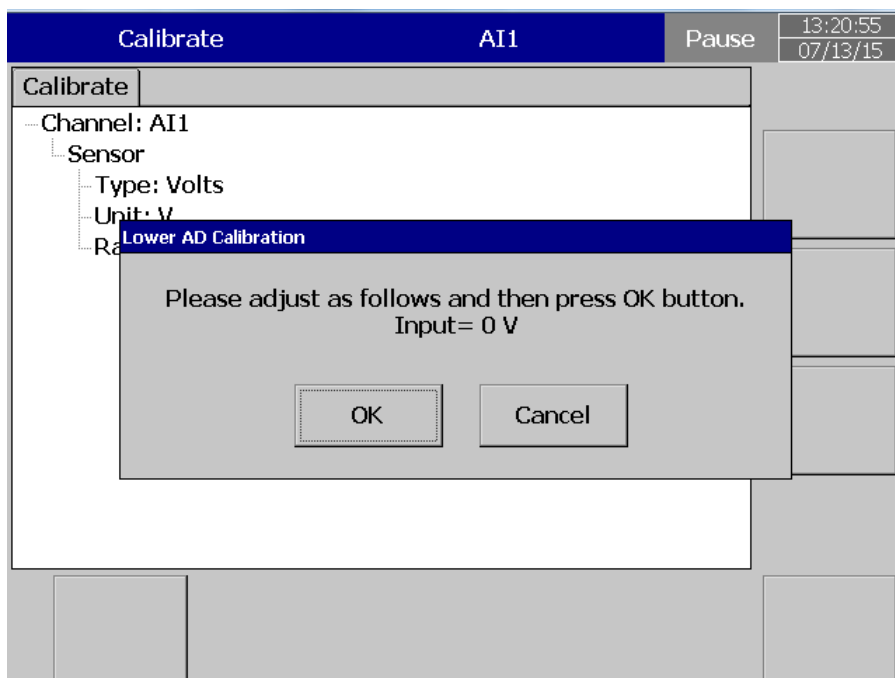 Calibrate AI1 Pause 13:20:55
07/13/15
Calibrate
Channel: AI1
Sensor
Type: Volts
Unit: V
Lower AD Calibration
Please adjust as follows and then press OK button.
Input= 0 V
OK Cancel